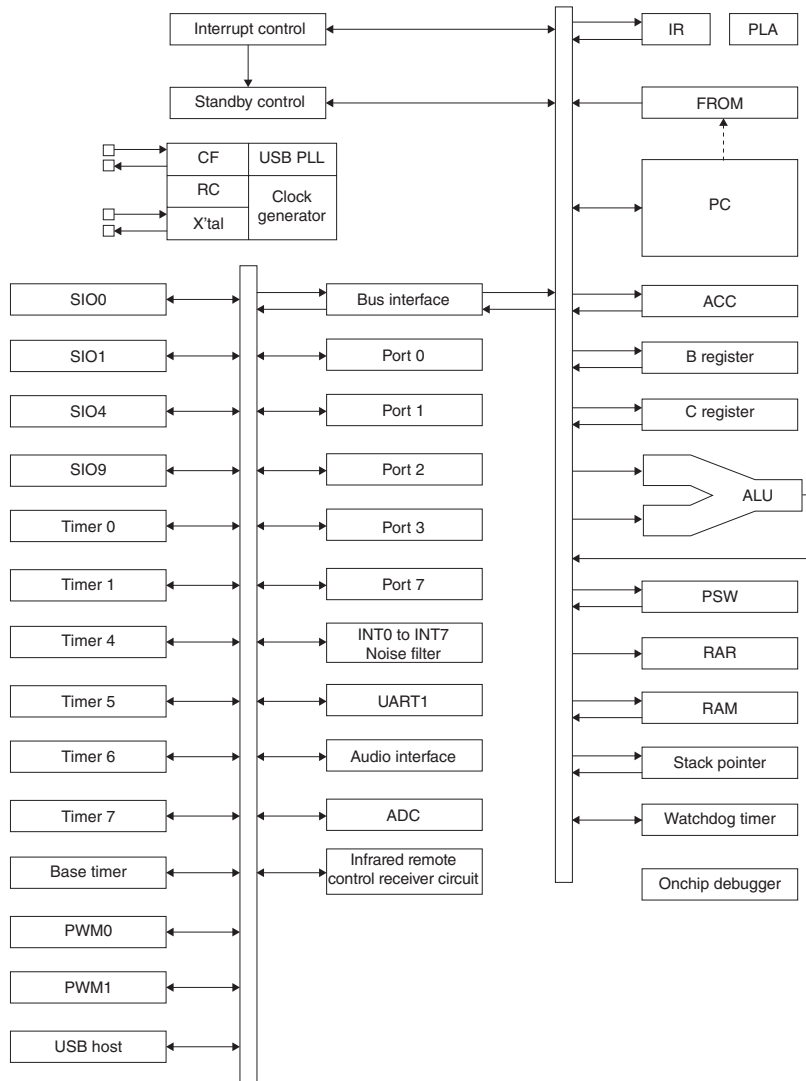 Interrupt control
IR
PLA
Standby control
FROM
CF
USB PLL
RC
Clock
generator
X'tal
PC
SIO0
Bus interface
ACC
SIO1
Port 0
B register
SIO4
Port 1
C register
SIO9
Port 2
ALU
Timer 0
Port 3
Timer 1
Port 7
PSW
Timer 4
INT0 to INT7
Noise filter
RAR
Timer 5
UART1
RAM
Timer 6
Audio interface
Stack pointer
Timer 7
ADC
Watchdog timer
Base timer
Infrared remote
control receiver circuit
Onchip debugger
PWM0
PWM1
USB host